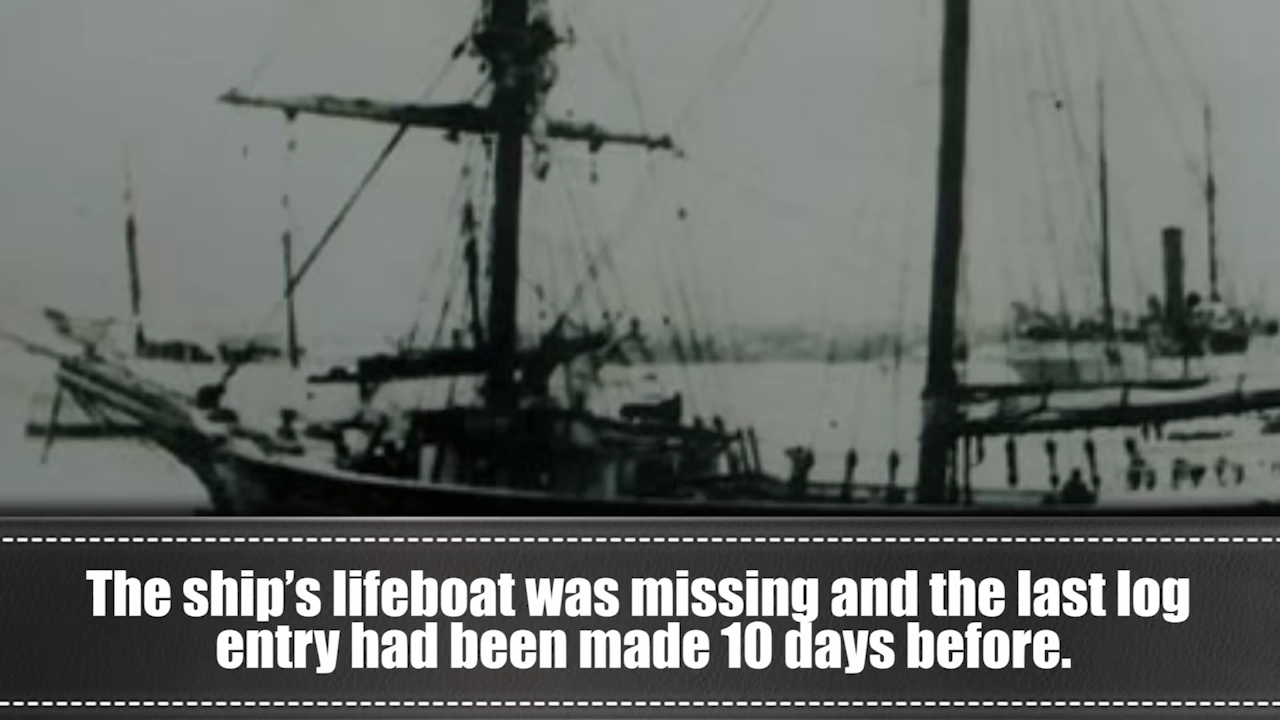 The ship’s lifeboat was missing and the last log
entry had been made 10 days before.